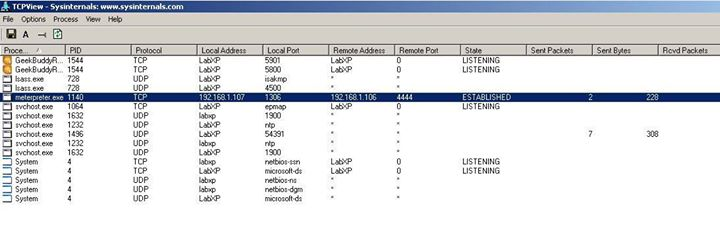 TCPView - Sysinternals: www.sysinternals.com
File Options Process View Help
A
Proce... PID Protocol Local Address Local Port Remote Address Remote Port State Sent Packets Sent Bytes Rcvd Packets
GeekBuddyR... 1544 TCP LabXP 5901 LabXP 0 LISTENING
GeekBuddyR... 1544 TCP LabXP 5800 LabXP 0 LISTENING
lsass.exe 728 UDP LabXP isakmp * *
lsass.exe 728 UDP LabXP 4500 * *
meterpreter.exe 1140 TCP 192.168.1.107 1306 192.168.1.106 4444 ESTABLISHED 2 228
svchost.exe 1064 TCP LabXP epmap LabXP 0 LISTENING
svchost.exe 1632 UDP labxp 1900 * *
svchost.exe 1232 UDP LabXP ntp * *
svchost.exe 1496 UDP LabXP 54391 * * 7 308
svchost.exe 1232 UDP labxp ntp * *
svchost.exe 1632 UDP LabXP 1900 * *
System 4 TCP labxp netbios-ssn LabXP 0 LISTENING
System 4 TCP LabXP microsoft-ds LabXP 0 LISTENING
System 4 UDP labxp netbios-ns * *
System 4 UDP labxp netbios-dgm * *
System 4 UDP LabXP microsoft-ds * *